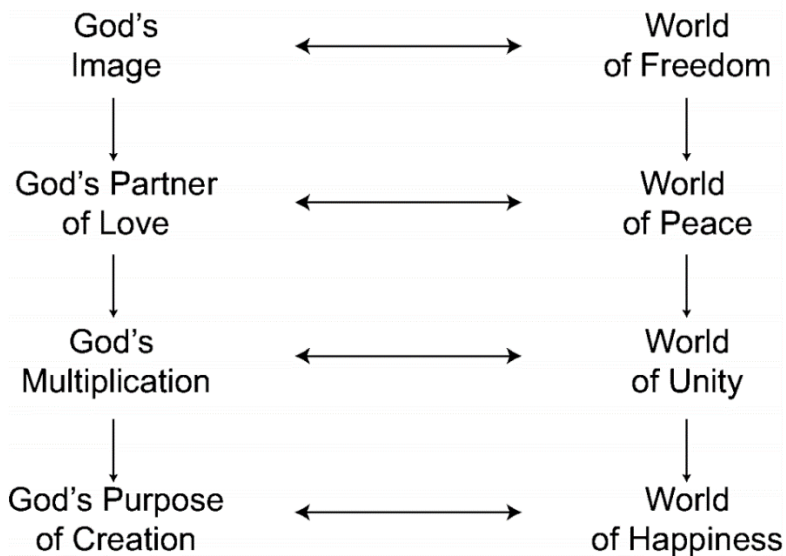 God's
Image
World
of Freedom
God's Partner
of Love
World
of Peace
God's
Multiplication
World
of Unity
God's Purpose
of Creation
World
of Happiness